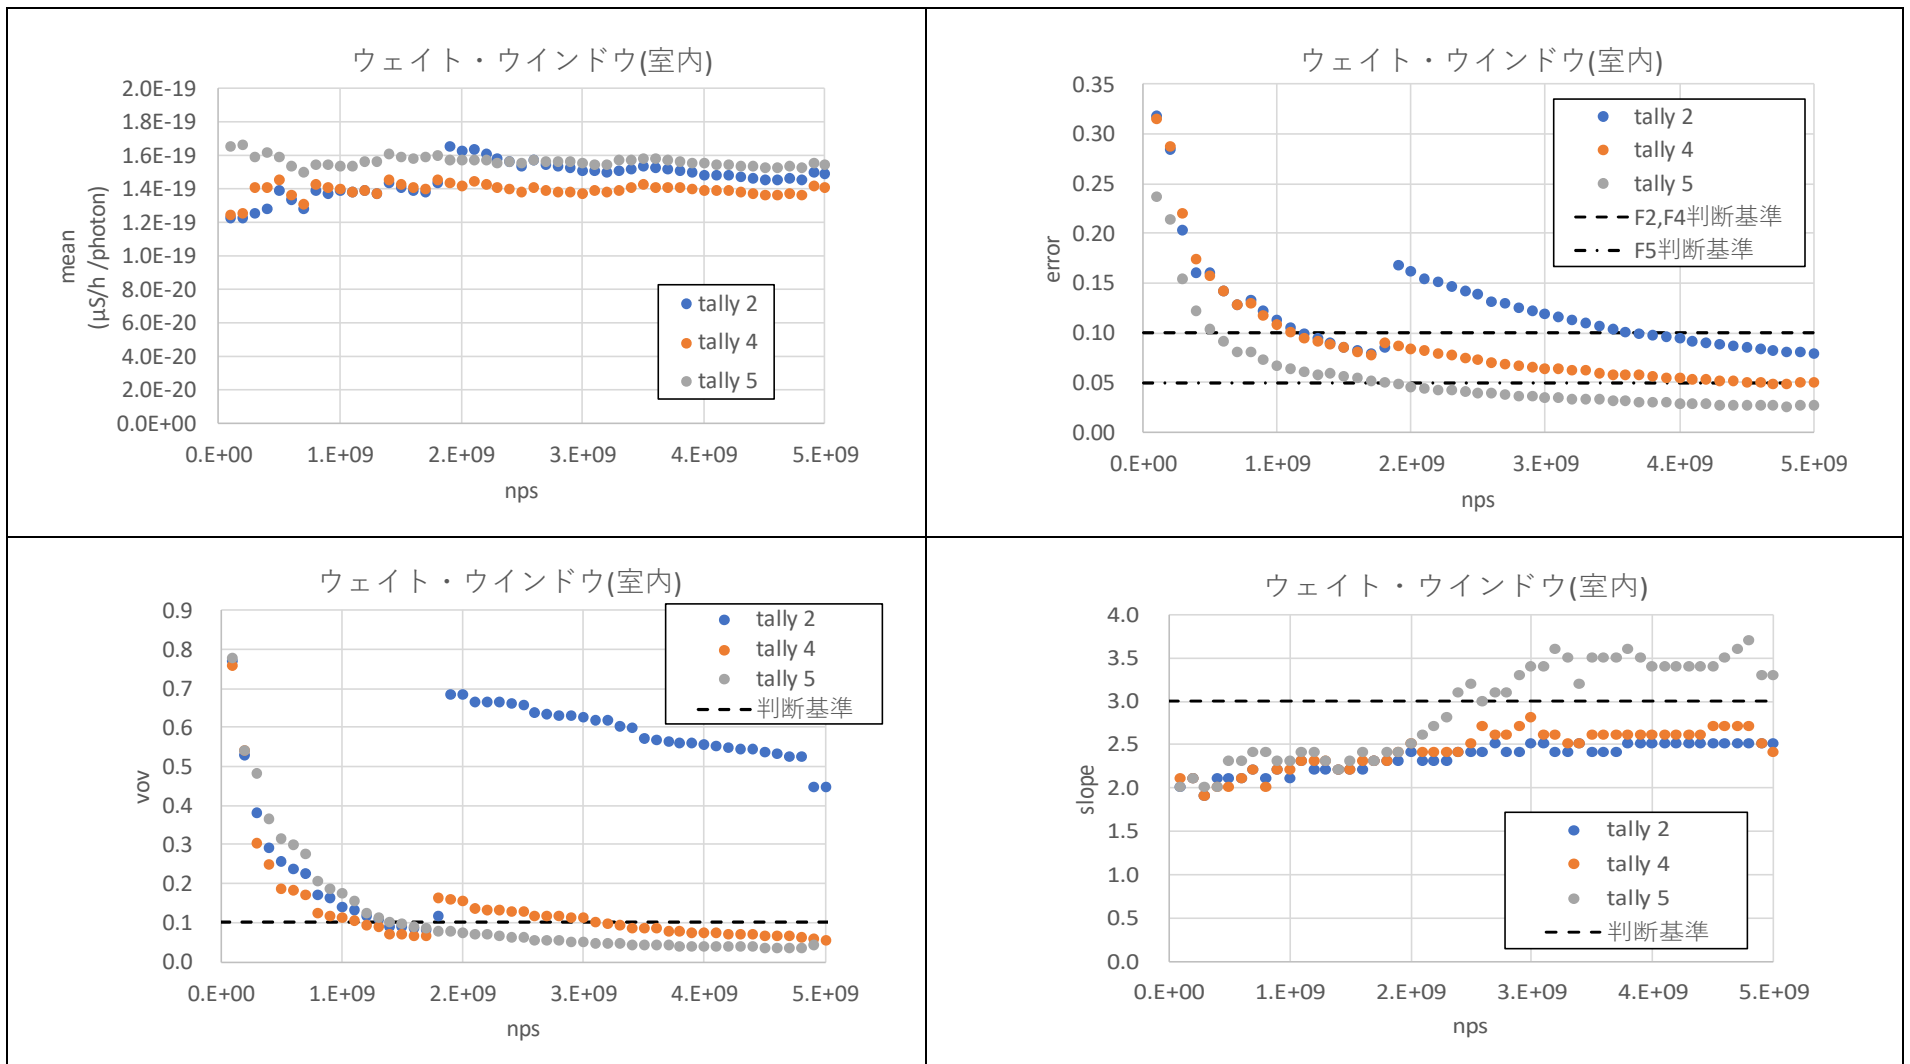 ウェイト・ウインドウ(室内)
2.0E-19
1.8E-19
1.6E-19
1.4E-19
1.2E-19
1.0E-19
8.0E-20
6.0E-20
4.0E-20
2.0E-20
0.0E+00
mean
(μS/h /photon)
tally 2
tally 4
tally 5
0.E+00 1.E+09 2.E+09 3.E+09 4.E+09 5.E+09
nps
ウェイト・ウインドウ(室内)
0.35
0.30
0.25
0.20
0.15
0.10
0.05
0.00
error
tally 2
tally 4
tally 5
F2,F4判断基準
F5判断基準
0.E+00 1.E+09 2.E+09 3.E+09 4.E+09 5.E+09
nps
ウェイト・ウインドウ(室内)
0.9
0.8
0.7
0.6
0.5
0.4
0.3
0.2
0.1
0.0
vov
tally 2
tally 4
tally 5
判断基準
0.E+00 1.E+09 2.E+09 3.E+09 4.E+09 5.E+09
nps
ウェイト・ウインドウ(室内)
4.0
3.5
3.0
2.5
2.0
1.5
1.0
0.5
0.0
slope
tally 2
tally 4
tally 5
判断基準
0.E+00 1.E+09 2.E+09 3.E+09 4.E+09 5.E+09
nps